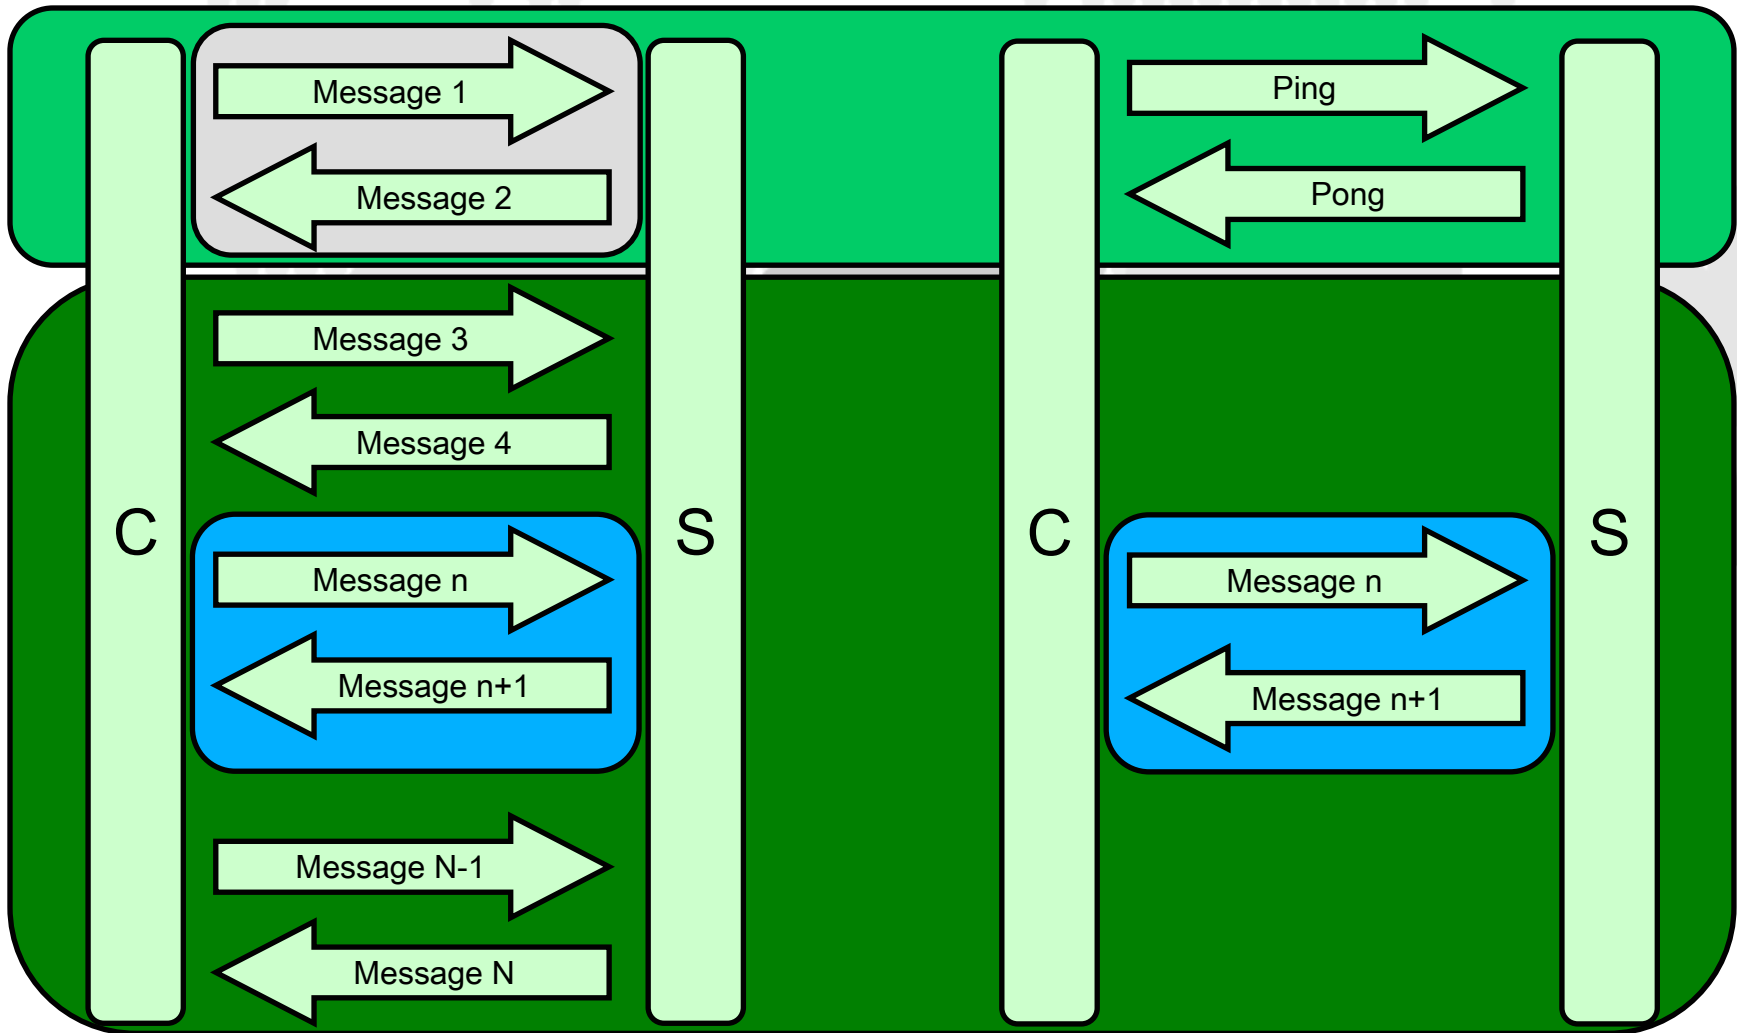 Message 1
Message 2
Message 3
Message 4
C
S
Message n
Message n+1
Message N-1
Message N
Ping
Pong
C
S
Message n
Message n+1